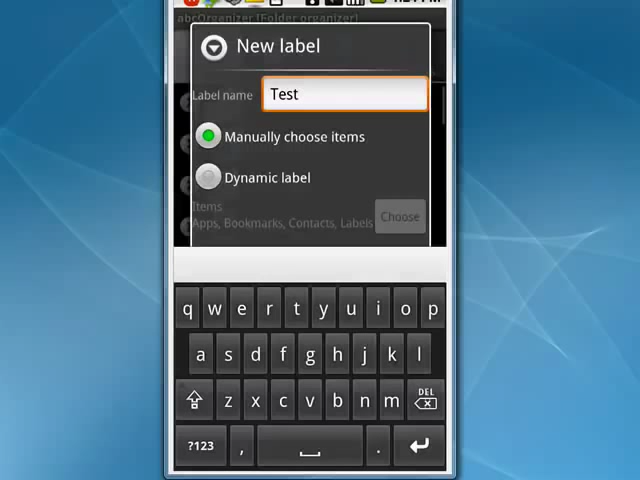 abcOrganizer [Folder organizer]
New label
Label name Test
Manually choose items
Dynamic label
Items
Apps, Bookmarks, Contacts, Labels Choose
q w e r t y u i o p
a s d f g h j k l
z x c v b n m DEL
?123 , .